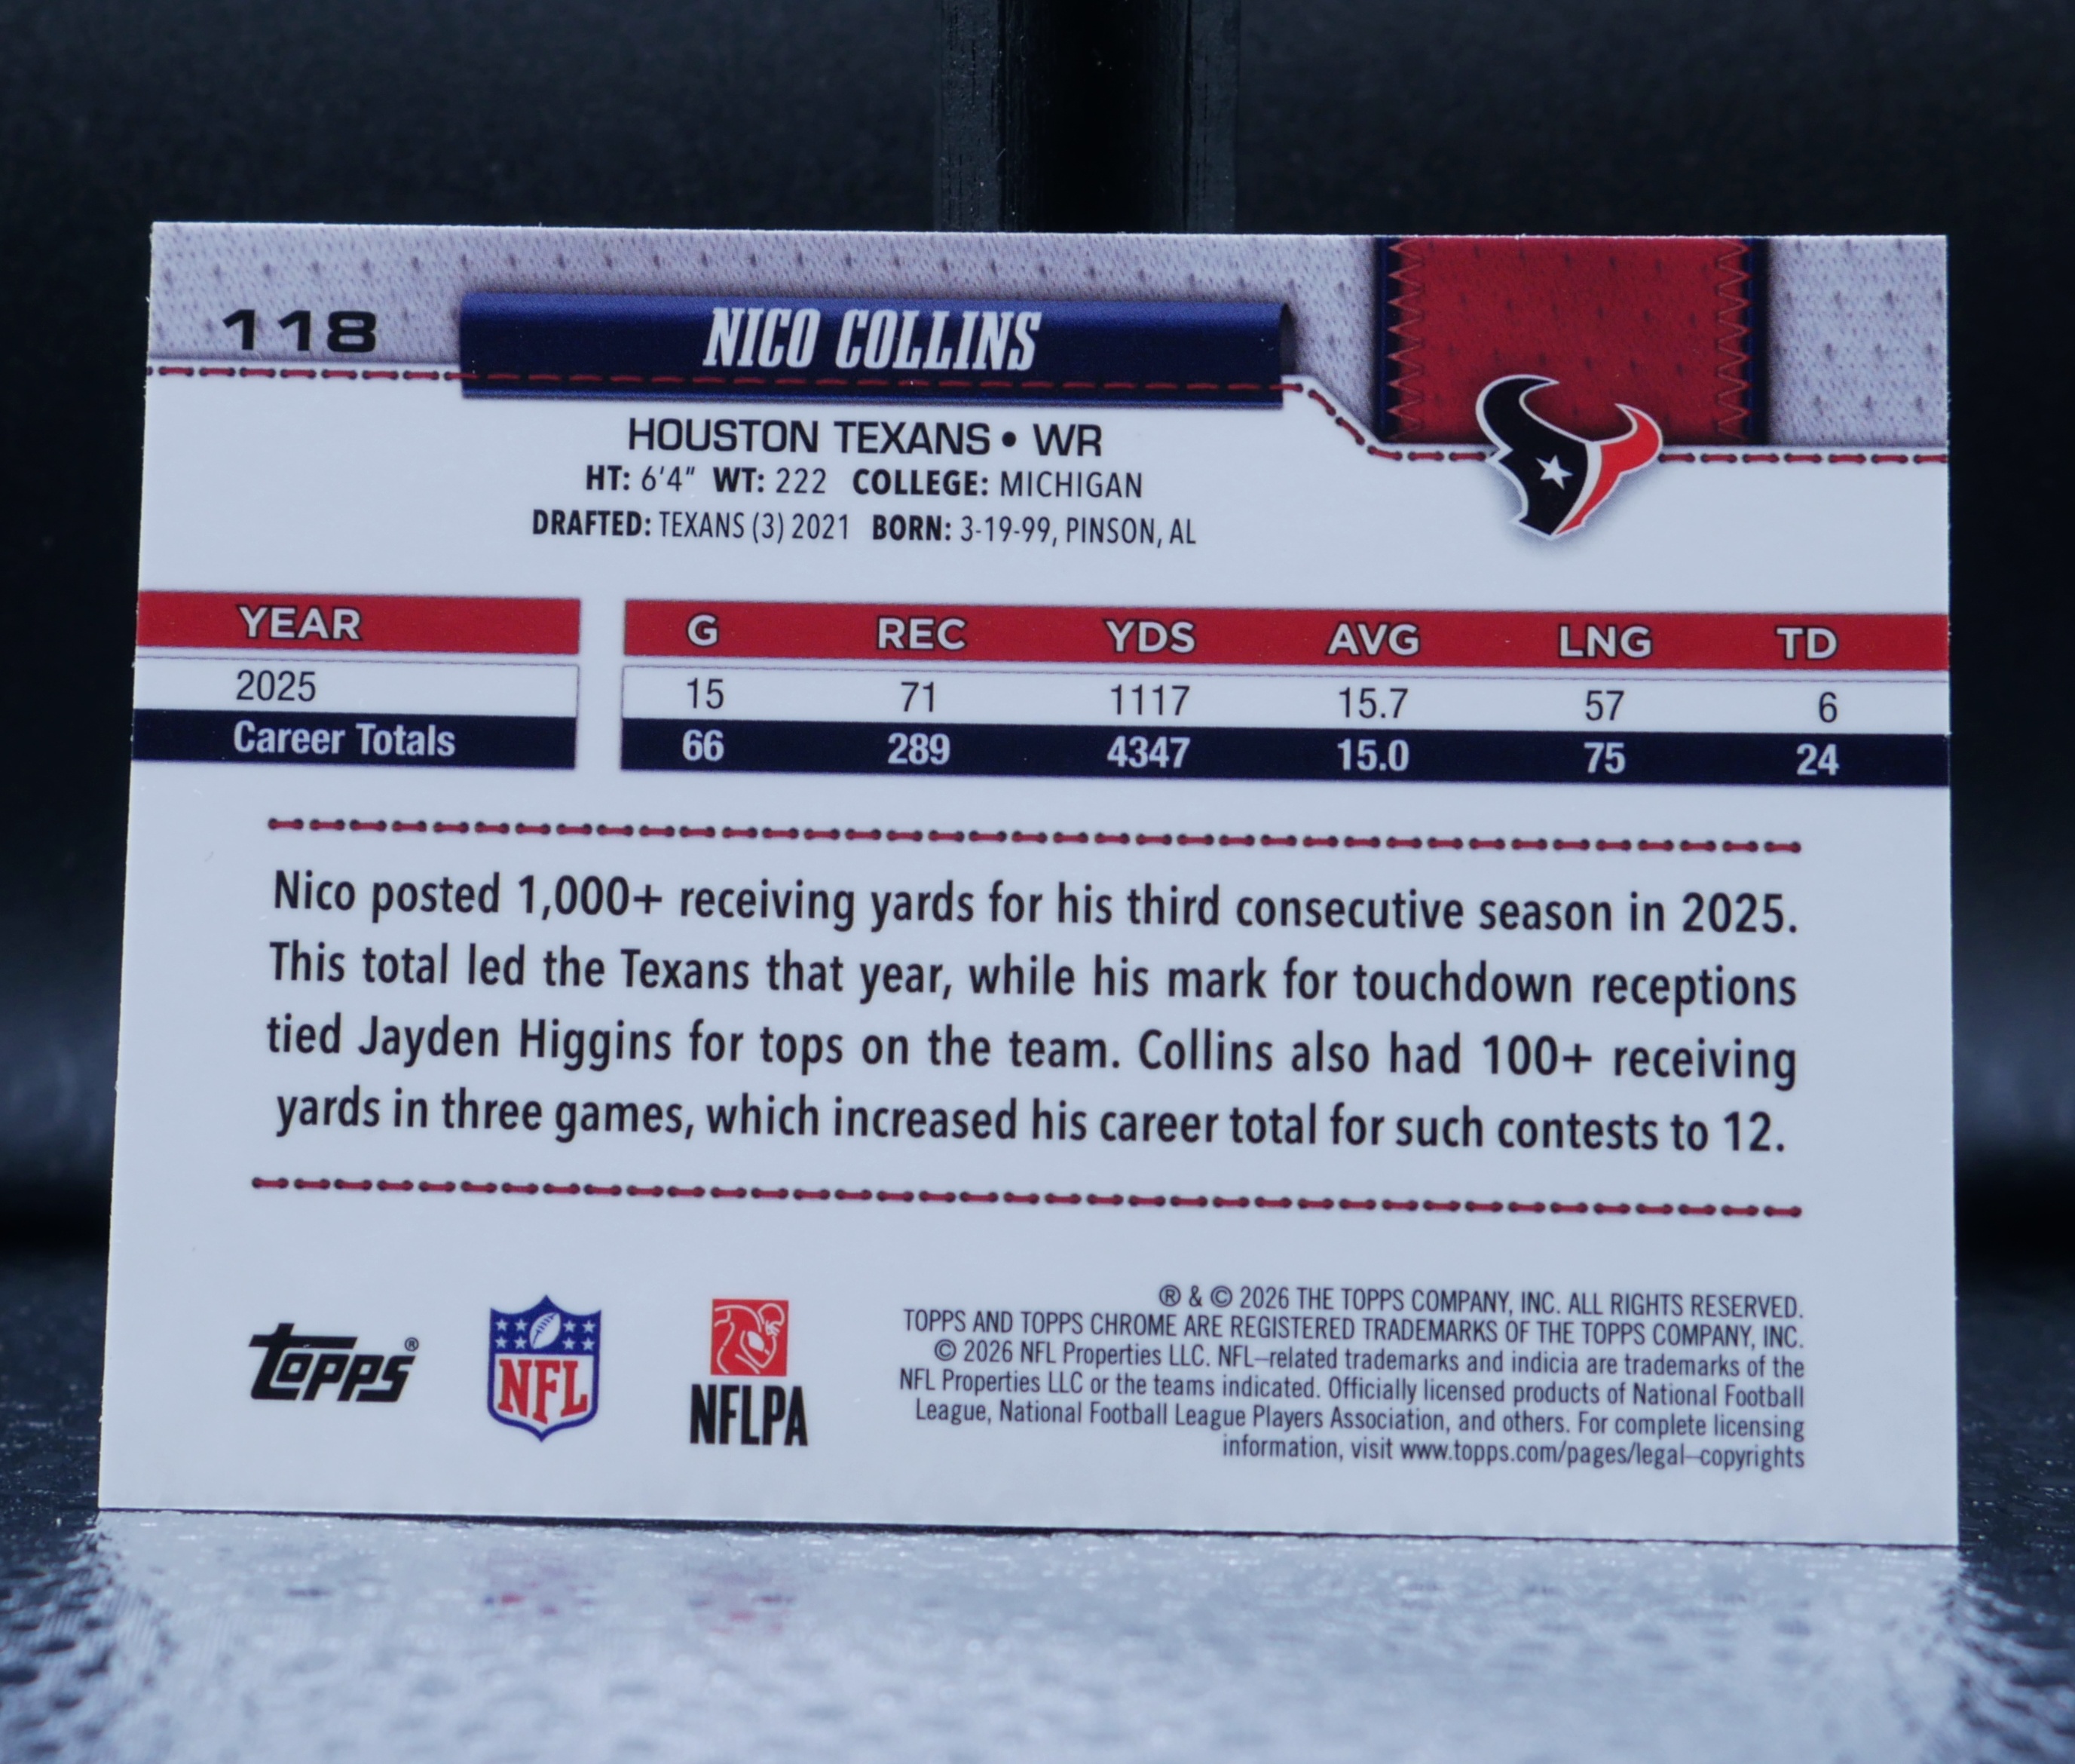 118
NICO COLLINS
HOUSTON TEXANS • WR
HT: 6'4" WT: 222 COLLEGE: MICHIGAN
DRAFTED: TEXANS (3) 2021 BORN: 3-19-99, PINSON, AL
YEAR G REC YDS AVG LNG TD
2025 15 71 1117 15.7 57 6
Career Totals 66 289 4347 15.0 75 24
Nico posted 1,000+ receiving yards for his third consecutive season in 2025.
This total led the Texans that year, while his mark for touchdown receptions
tied Jayden Higgins for tops on the team. Collins also had 100+ receiving
yards in three games, which increased his career total for such contests to 12.
topps®
NFL
NFLPA
® & © 2026 THE TOPPS COMPANY, INC. ALL RIGHTS RESERVED.
TOPPS AND TOPPS CHROME ARE REGISTERED TRADEMARKS OF THE TOPPS COMPANY, INC.
© 2026 NFL Properties LLC. NFL–related trademarks and indicia are trademarks of the
NFL Properties LLC or the teams indicated. Officially licensed products of National Football
League, National Football League Players Association, and others. For complete licensing
information, visit www.topps.com/pages/legal–copyrights